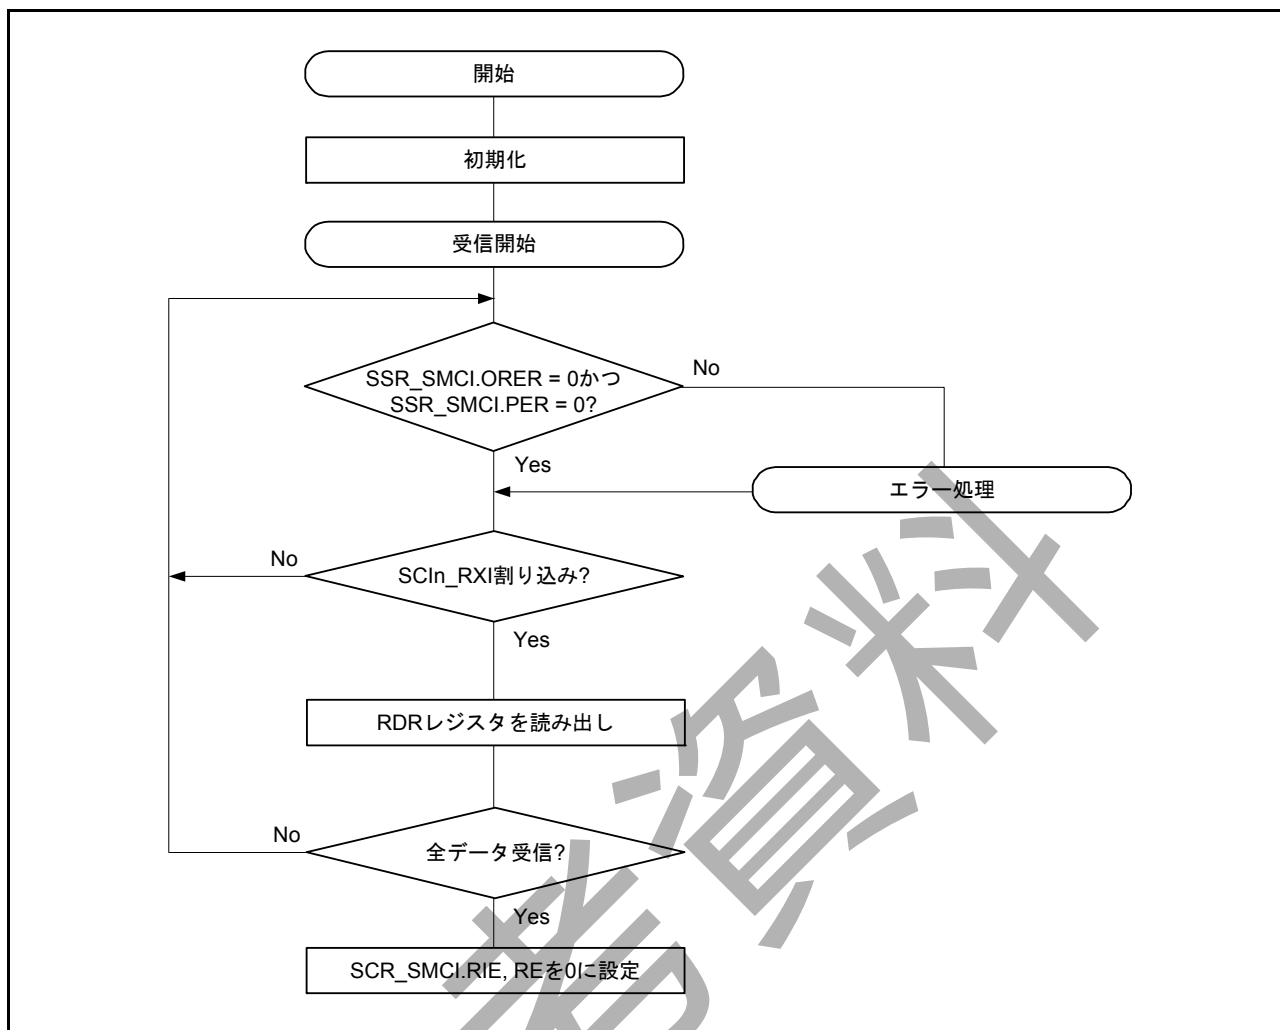 開始
初期化
受信開始
SSR_SMCI.ORER = 0かつ
SSR_SMCI.PER = 0?
No
Yes
エラー処理
SCIn_RXI割り込み?
No
Yes
RDRレジスタを読み出し
全データ受信?
No
Yes
SCR_SMCI.RIE, REを0に設定
考資料